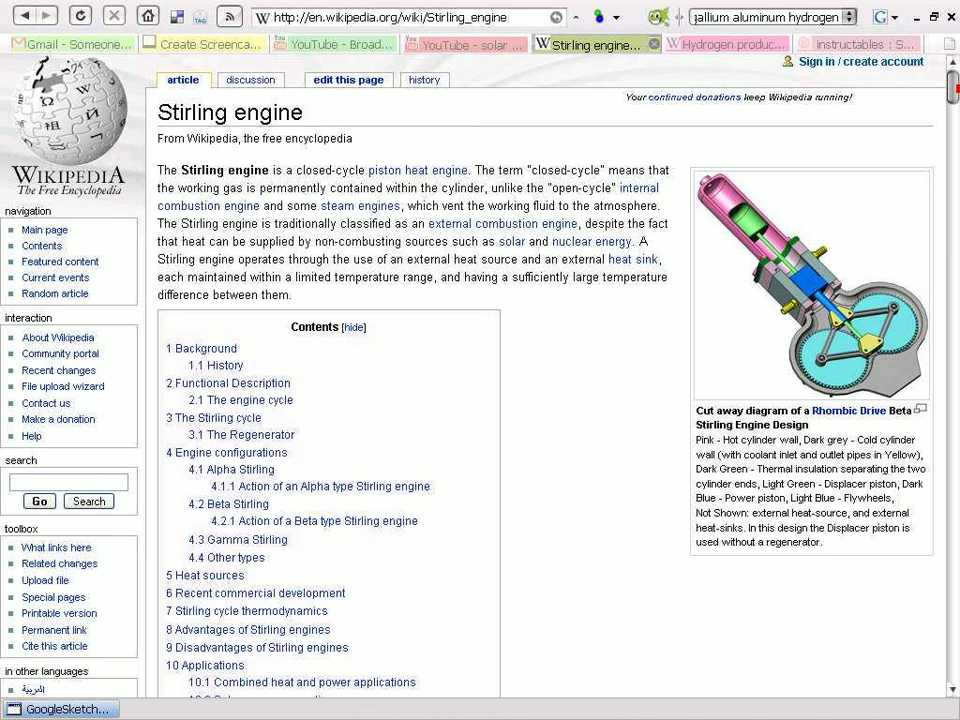 http://en.wikipedia.org/wiki/Stirling_engine
gallium aluminum hydrogen
Gmail - Someone...
Create Screenca...
YouTube - Broad...
YouTube - solar ...
Stirling engine...
Hydrogen produc...
instructables : S...
Sign in / create account
article
discussion
edit this page
history
Your continued donations keep Wikipedia running!
Stirling engine
From Wikipedia, the free encyclopedia
WIKIPEDIA
The Free Encyclopedia
navigation
Main page
Contents
Featured content
Current events
Random article
interaction
About Wikipedia
Community portal
Recent changes
File upload wizard
Contact us
Make a donation
Help
search
Go
Search
toolbox
What links here
Related changes
Upload file
Special pages
Printable version
Permanent link
Cite this article
in other languages
العربية
The Stirling engine is a closed-cycle piston heat engine. The term "closed-cycle" means that
the working gas is permanently contained within the cylinder, unlike the "open-cycle" internal
combustion engine and some steam engines, which vent the working fluid to the atmosphere.
The Stirling engine is traditionally classified as an external combustion engine, despite the fact
that heat can be supplied by non-combusting sources such as solar and nuclear energy. A
Stirling engine operates through the use of an external heat source and an external heat sink,
each maintained within a limited temperature range, and having a sufficiently large temperature
difference between them.
Contents [hide]
1 Background
1.1 History
2 Functional Description
2.1 The engine cycle
3 The Stirling cycle
3.1 The Regenerator
4 Engine configurations
4.1 Alpha Stirling
4.1.1 Action of an Alpha type Stirling engine
4.2 Beta Stirling
4.2.1 Action of a Beta type Stirling engine
4.3 Gamma Stirling
4.4 Other types
5 Heat sources
6 Recent commercial development
7 Stirling cycle thermodynamics
8 Advantages of Stirling engines
9 Disadvantages of Stirling engines
10 Applications
10.1 Combined heat and power applications
Cut away diagram of a Rhombic Drive Beta
Stirling Engine Design
Pink - Hot cylinder wall, Dark grey - Cold cylinder
wall (with coolant inlet and outlet pipes in Yellow),
Dark Green - Thermal insulation separating the two
cylinder ends, Light Green - Displacer piston, Dark
Blue - Power piston, Light Blue - Flywheels,
Not Shown: external heat-source, and external
heat-sinks. In this design the Displacer piston is
used without a regenerator.
GoogleSketch...